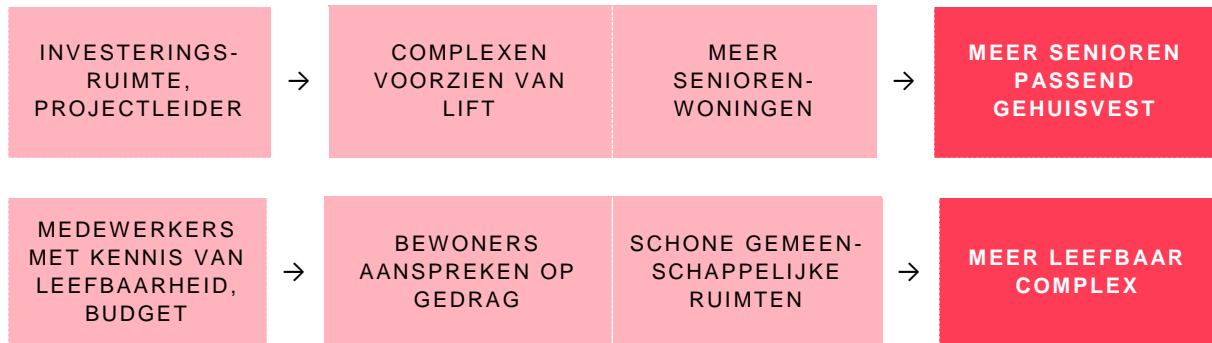 INVESTERINGS-
RUIMTE,
PROJECTLEIDER
→
COMPLEXEN
VOORZIEN VAN
LIFT
MEER
SENIOREN-
WONINGEN
→
MEER SENIOREN
PASSEND
GEHUISVEST
MEDEWERKERS
MET KENNIS VAN
LEEFBAARHEID,
BUDGET
→
BEWONERS
AANSPREKEN OP
GEDRAG
SCHONE GEMEEN-
SCHAPPELIJKE
RUIMTEN
→
MEER LEEFBAAR
COMPLEX